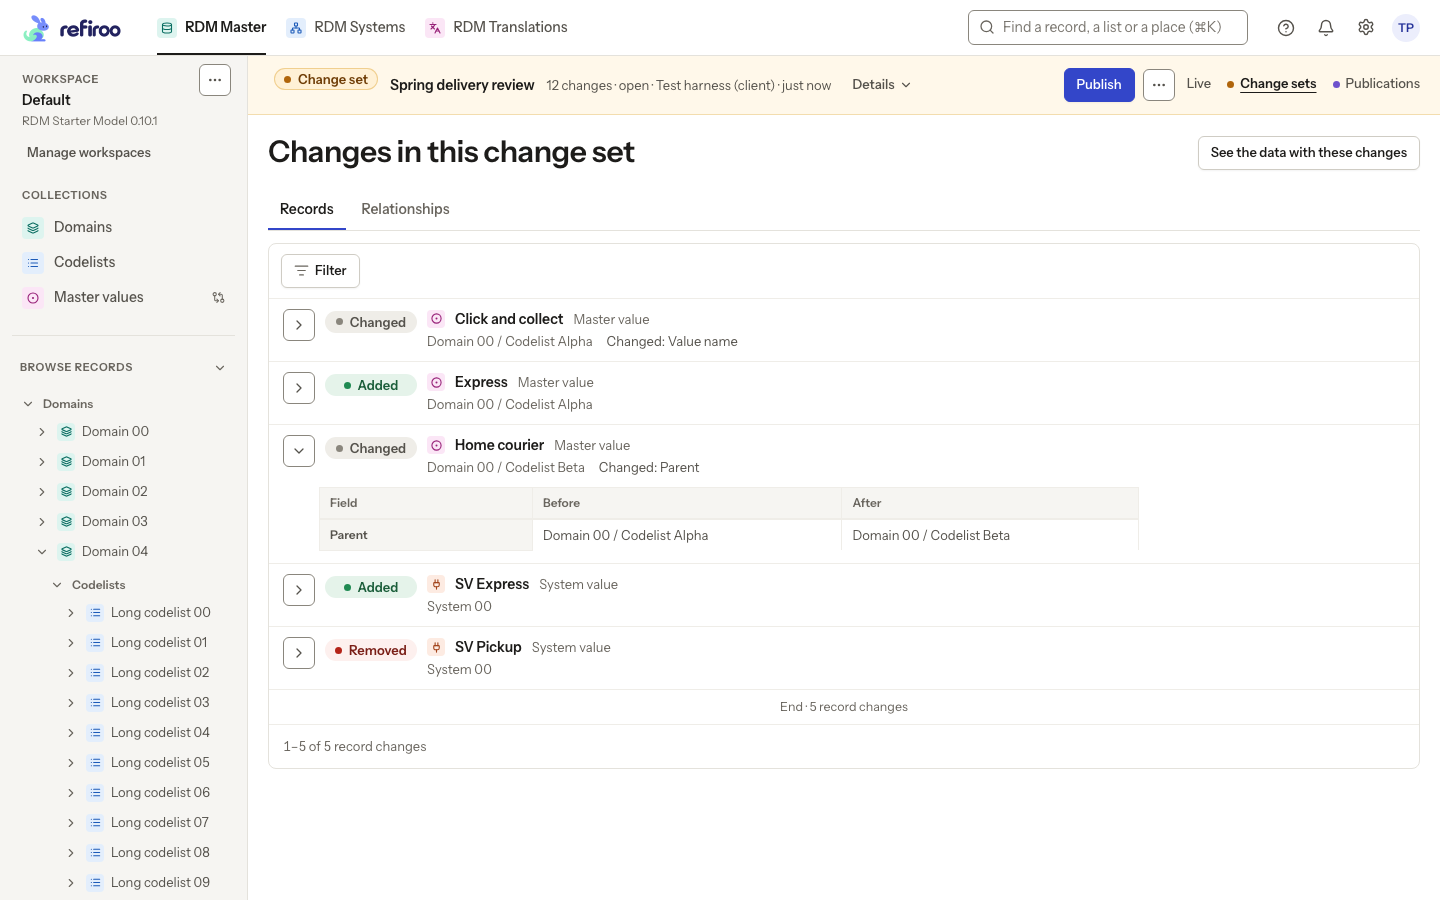 refiroo
RDM Master
RDM Systems
RDM Translations
Find a record, a list or a place (⌘K)
TP
WORKSPACE
Default
RDM Starter Model 0.10.1
Manage workspaces
COLLECTIONS
Domains
Codelists
Master values
BROWSE RECORDS
Domains
Domain 00
Domain 01
Domain 02
Domain 03
Domain 04
Codelists
Long codelist 00
Long codelist 01
Long codelist 02
Long codelist 03
Long codelist 04
Long codelist 05
Long codelist 06
Long codelist 07
Long codelist 08
Long codelist 09
Change set
Spring delivery review
12 changes · open · Test harness (client) · just now
Details
Publish
Live
Change sets
Publications
Changes in this change set
See the data with these changes
Records
Relationships
Filter
Changed
Click and collect Master value
Domain 00 / Codelist Alpha Changed: Value name
Added
Express Master value
Domain 00 / Codelist Alpha
Changed
Home courier Master value
Domain 00 / Codelist Beta Changed: Parent
Field Before After
Parent Domain 00 / Codelist Alpha Domain 00 / Codelist Beta
Added
SV Express System value
System 00
Removed
SV Pickup System value
System 00
End · 5 record changes
1–5 of 5 record changes